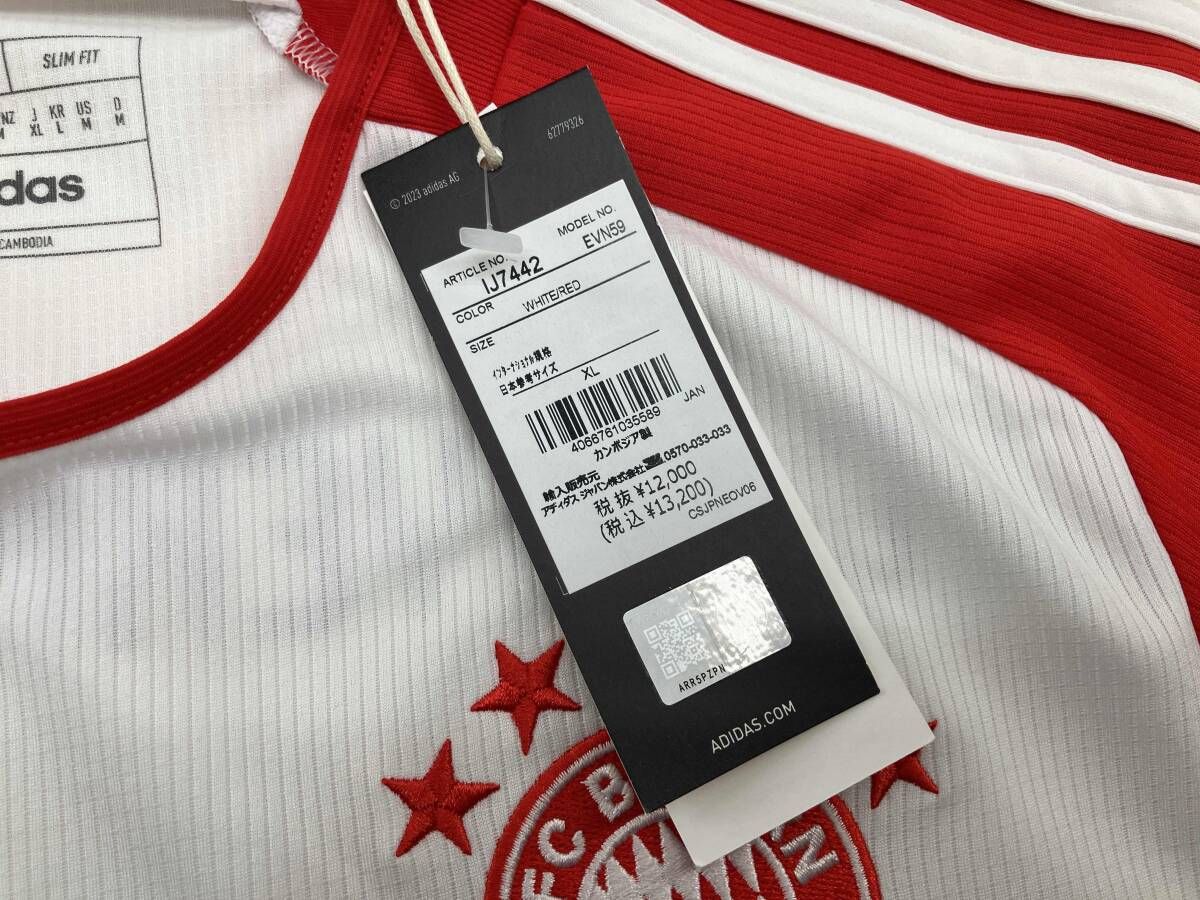 SLIM FIT
NZ J KR US D
M XL L M M
das
CAMBODIA
62779326
© 2023 adidas AG
ARTICLE NO. MODEL NO.
IJ7442 EVN59
COLOR WHITE/RED
SIZE
インターナショナル規格
日本参考サイズ XL
4066761035589 JAN
カンボジア製
輸入販売元
アディダス ジャパン株式会社 0570-033-033
税抜 ¥12,000
(税込 ¥13,200)
CSJPNEOV06
ARR5PZPN
ADIDAS.COM
FC B N